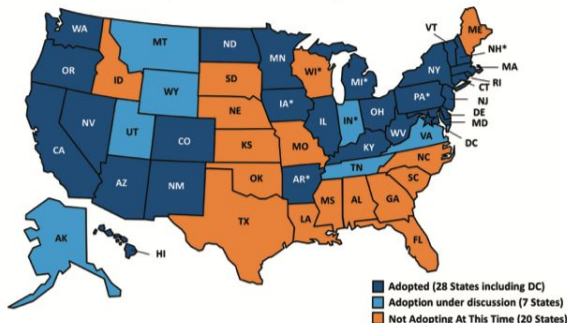 WA
MT
ND
MN
VT
ME
NH*
OR
ID
SD
WI*
MI*
NY
MA
RI
CT
WY
NE
IA*
PA*
NJ
DE
MD
DC
NV
UT
CO
IL
IN*
OH
WV
VA
CA
KS
MO
KY
NC
TN
AZ
NM
OK
AR*
SC
MS
AL
GA
TX
LA
FL
AK
HI
Adopted (28 States including DC)
Adoption under discussion (7 States)
Not Adopting At This Time (20 States)